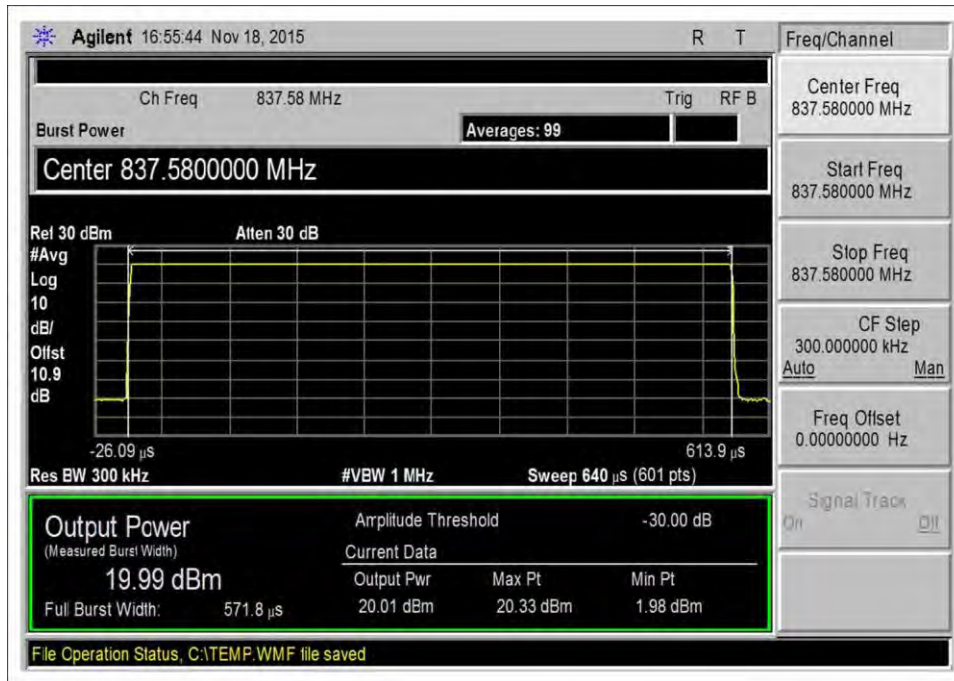 Agilent 16:55:44 Nov 18, 2015 R T
Freq/Channel
Ch Freq 837.58 MHz Trig RF B
Burst Power Averages: 99
Center 837.5800000 MHz
Ref 30 dBm Atten 30 dB
#Avg
Log
10
dB/
Offst
10.9
dB
-26.09 µs 613.9 µs
Res BW 300 kHz #VBW 1 MHz Sweep 640 µs (601 pts)
Output Power
(Measured Burst Width)
19.99 dBm
Full Burst Width: 571.8 µs
Amplitude Threshold -30.00 dB
Current Data
Output Pwr Max Pt Min Pt
20.01 dBm 20.33 dBm 1.98 dBm
File Operation Status, C:\TEMP.WMF file saved
Center Freq
837.580000 MHz
Start Freq
837.580000 MHz
Stop Freq
837.580000 MHz
CF Step
300.000000 kHz
Auto Man
Freq Offset
0.00000000 Hz
Signal Track
On Off